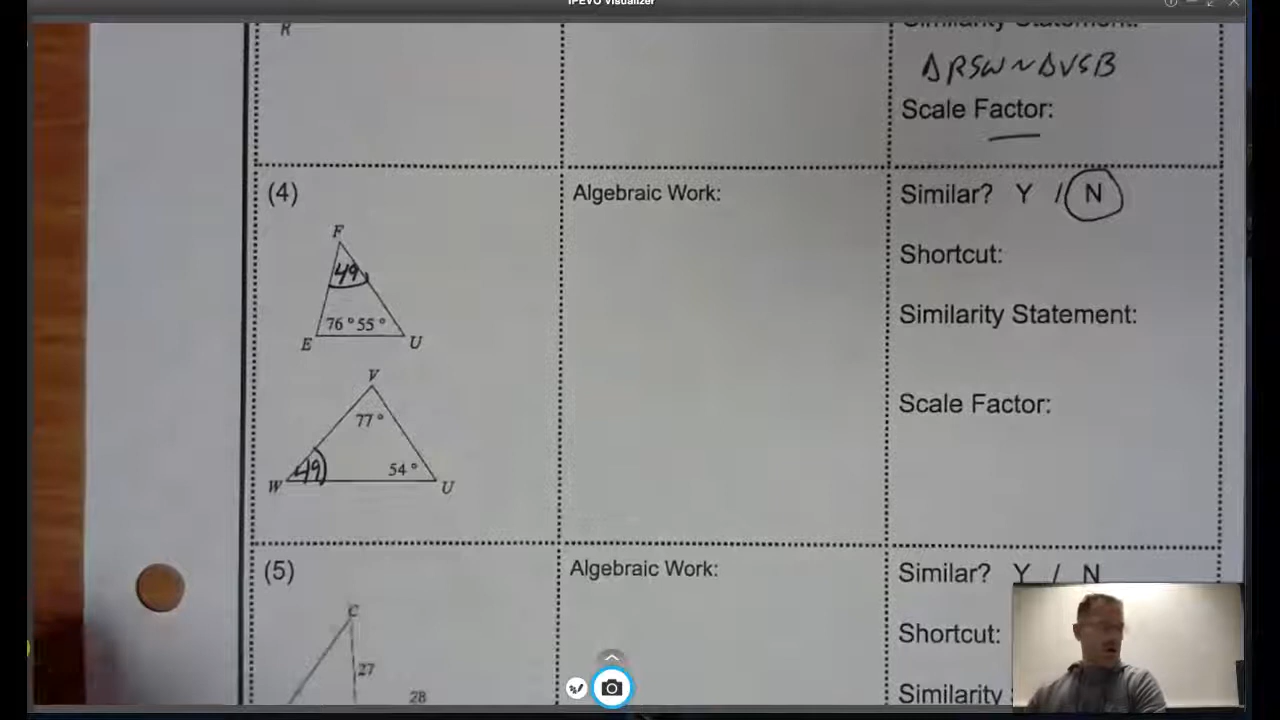 IPEVO Visualizer
R
Similarity Statement:
ΔRSW~ΔVSB
Scale Factor:
(4)
Algebraic Work:
Similar? Y / N
F
49
76° 55°
E
U
Shortcut:
Similarity Statement:
V
77°
Scale Factor:
49
54°
W
U
(5)
Algebraic Work:
Similar? Y / N
C
27
28
Shortcut:
Similarity